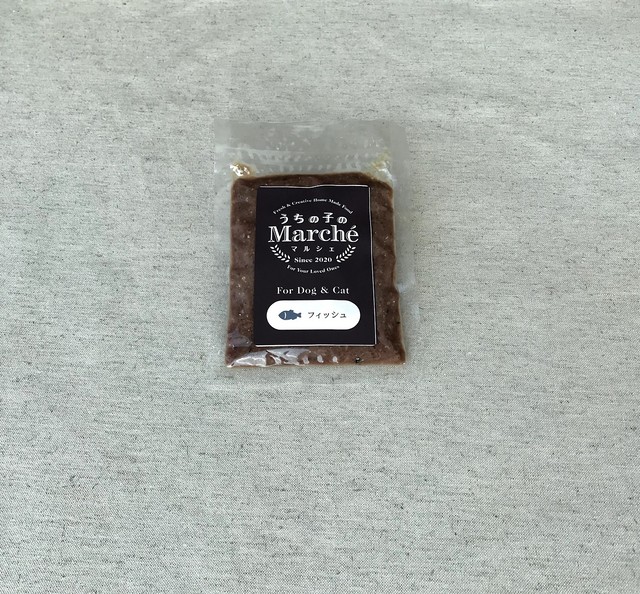 Fresh & Creative Home Made Food
うちの子の
Marché
マルシェ
Since 2020
For Your Loved Ones
For Dog & Cat
フィッシュ